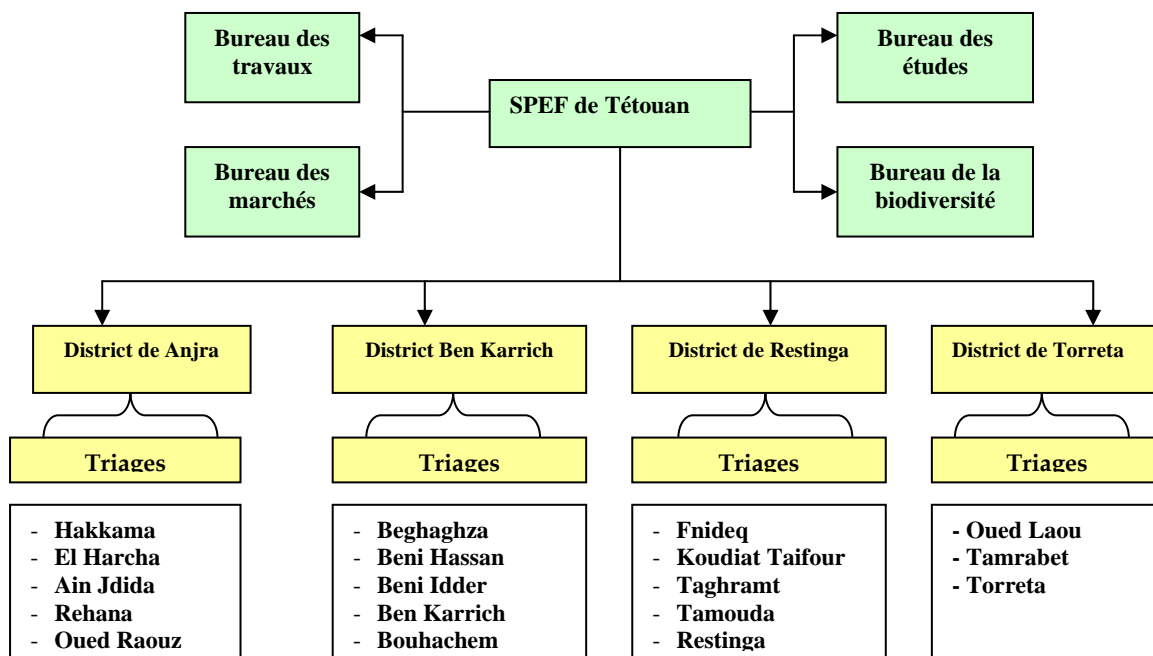 Bureau des
travaux
Bureau des
études
SPEF de Tétouan
Bureau des
marchés
Bureau de la
biodiversité
District de Anjra
District Ben Karrich
District de Restinga
District de Torreta
Triages
Triages
Triages
Triages
- Hakkama
- El Harcha
- Ain Jdida
- Rehana
- Oued Raouz
- Beghaghza
- Beni Hassan
- Beni Idder
- Ben Karrich
- Bouhachem
- Fnideq
- Koudiat Taifour
- Taghramt
- Tamouda
- Restinga
- Oued Laou
- Tamrabet
- Torreta